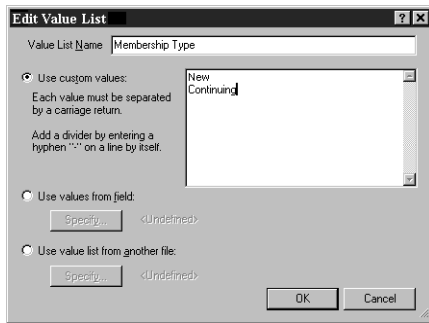 Edit Value List
Value List Name Membership Type
Use custom values:
New
Continuing
Each value must be separated
by a carriage return.
Add a divider by entering a
hyphen "-" on a line by itself.
Use values from field:
Specify... <Undefined>
Use value list from another file:
Specify... <Undefined>
OK Cancel